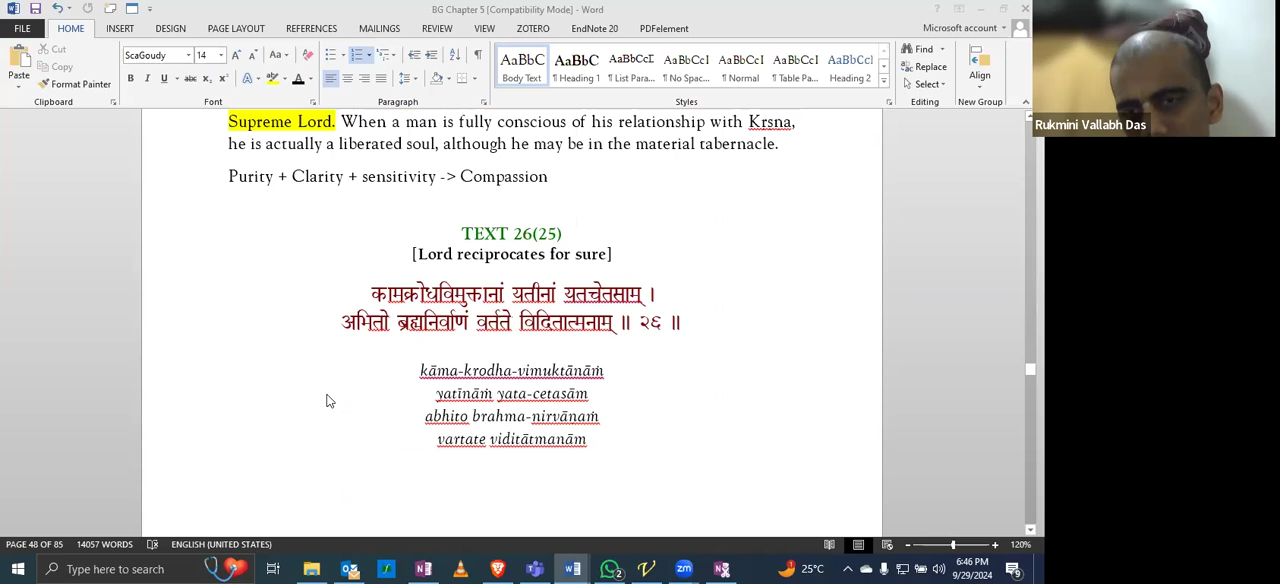 BG Chapter 5 [Compatibility Mode] - Word
FILE HOME INSERT DESIGN PAGE LAYOUT REFERENCES MAILINGS REVIEW VIEW ZOTERO EndNote 20 PDFelement Microsoft account
Paste Cut Copy Format Painter
ScaGoudy 14
AaBbC Body Text AaBbC ¶ Heading 1 AaBbCcL ¶ List Para... AaBbCcI ¶ No Spac... AaBbCcI ¶ Normal AaBbCcI ¶ Table Pa... AaBbCcI Heading 2
Find Replace Select Align
Clipboard Font Paragraph Styles Editing New Group
Rukmini Vallabh Das
Supreme Lord. When a man is fully conscious of his relationship with Krsna,
he is actually a liberated soul, although he may be in the material tabernacle.
Purity + Clarity + sensitivity -> Compassion
TEXT 26(25)
[Lord reciprocates for sure]
कामक्रोधविमुक्तानां यतीनां यतचेतसाम् ।
अभितो ब्रह्मनिर्वाणं वर्तते विदितात्मनाम् ॥ २६ ॥
kāma-krodha-vimuktānāṁ
yatīnāṁ yata-cetasām
abhito brahma-nirvānaṁ
vartate viditātmanām
PAGE 48 OF 85 14057 WORDS ENGLISH (UNITED STATES) 120%
Type here to search 25°C 6:46 PM
9/29/2024